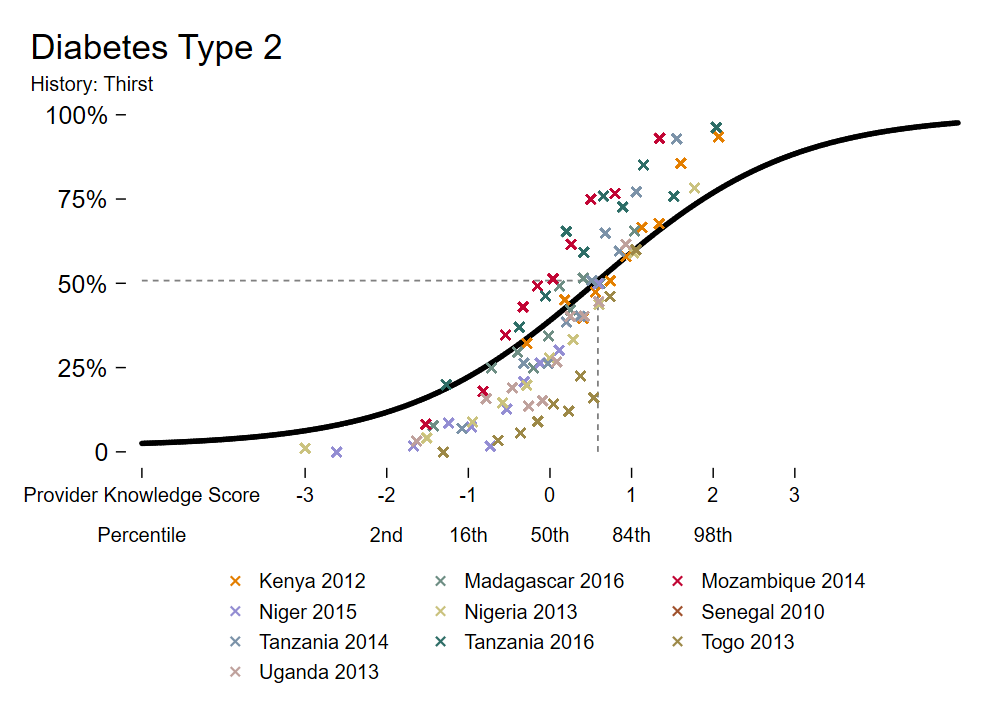 Diabetes Type 2
History: Thirst
100%
75%
50%
25%
0
Provider Knowledge Score -3 -2 -1 0 1 2 3
Percentile 2nd 16th 50th 84th 98th
Kenya 2012 Madagascar 2016 Mozambique 2014
Niger 2015 Nigeria 2013 Senegal 2010
Tanzania 2014 Tanzania 2016 Togo 2013
Uganda 2013